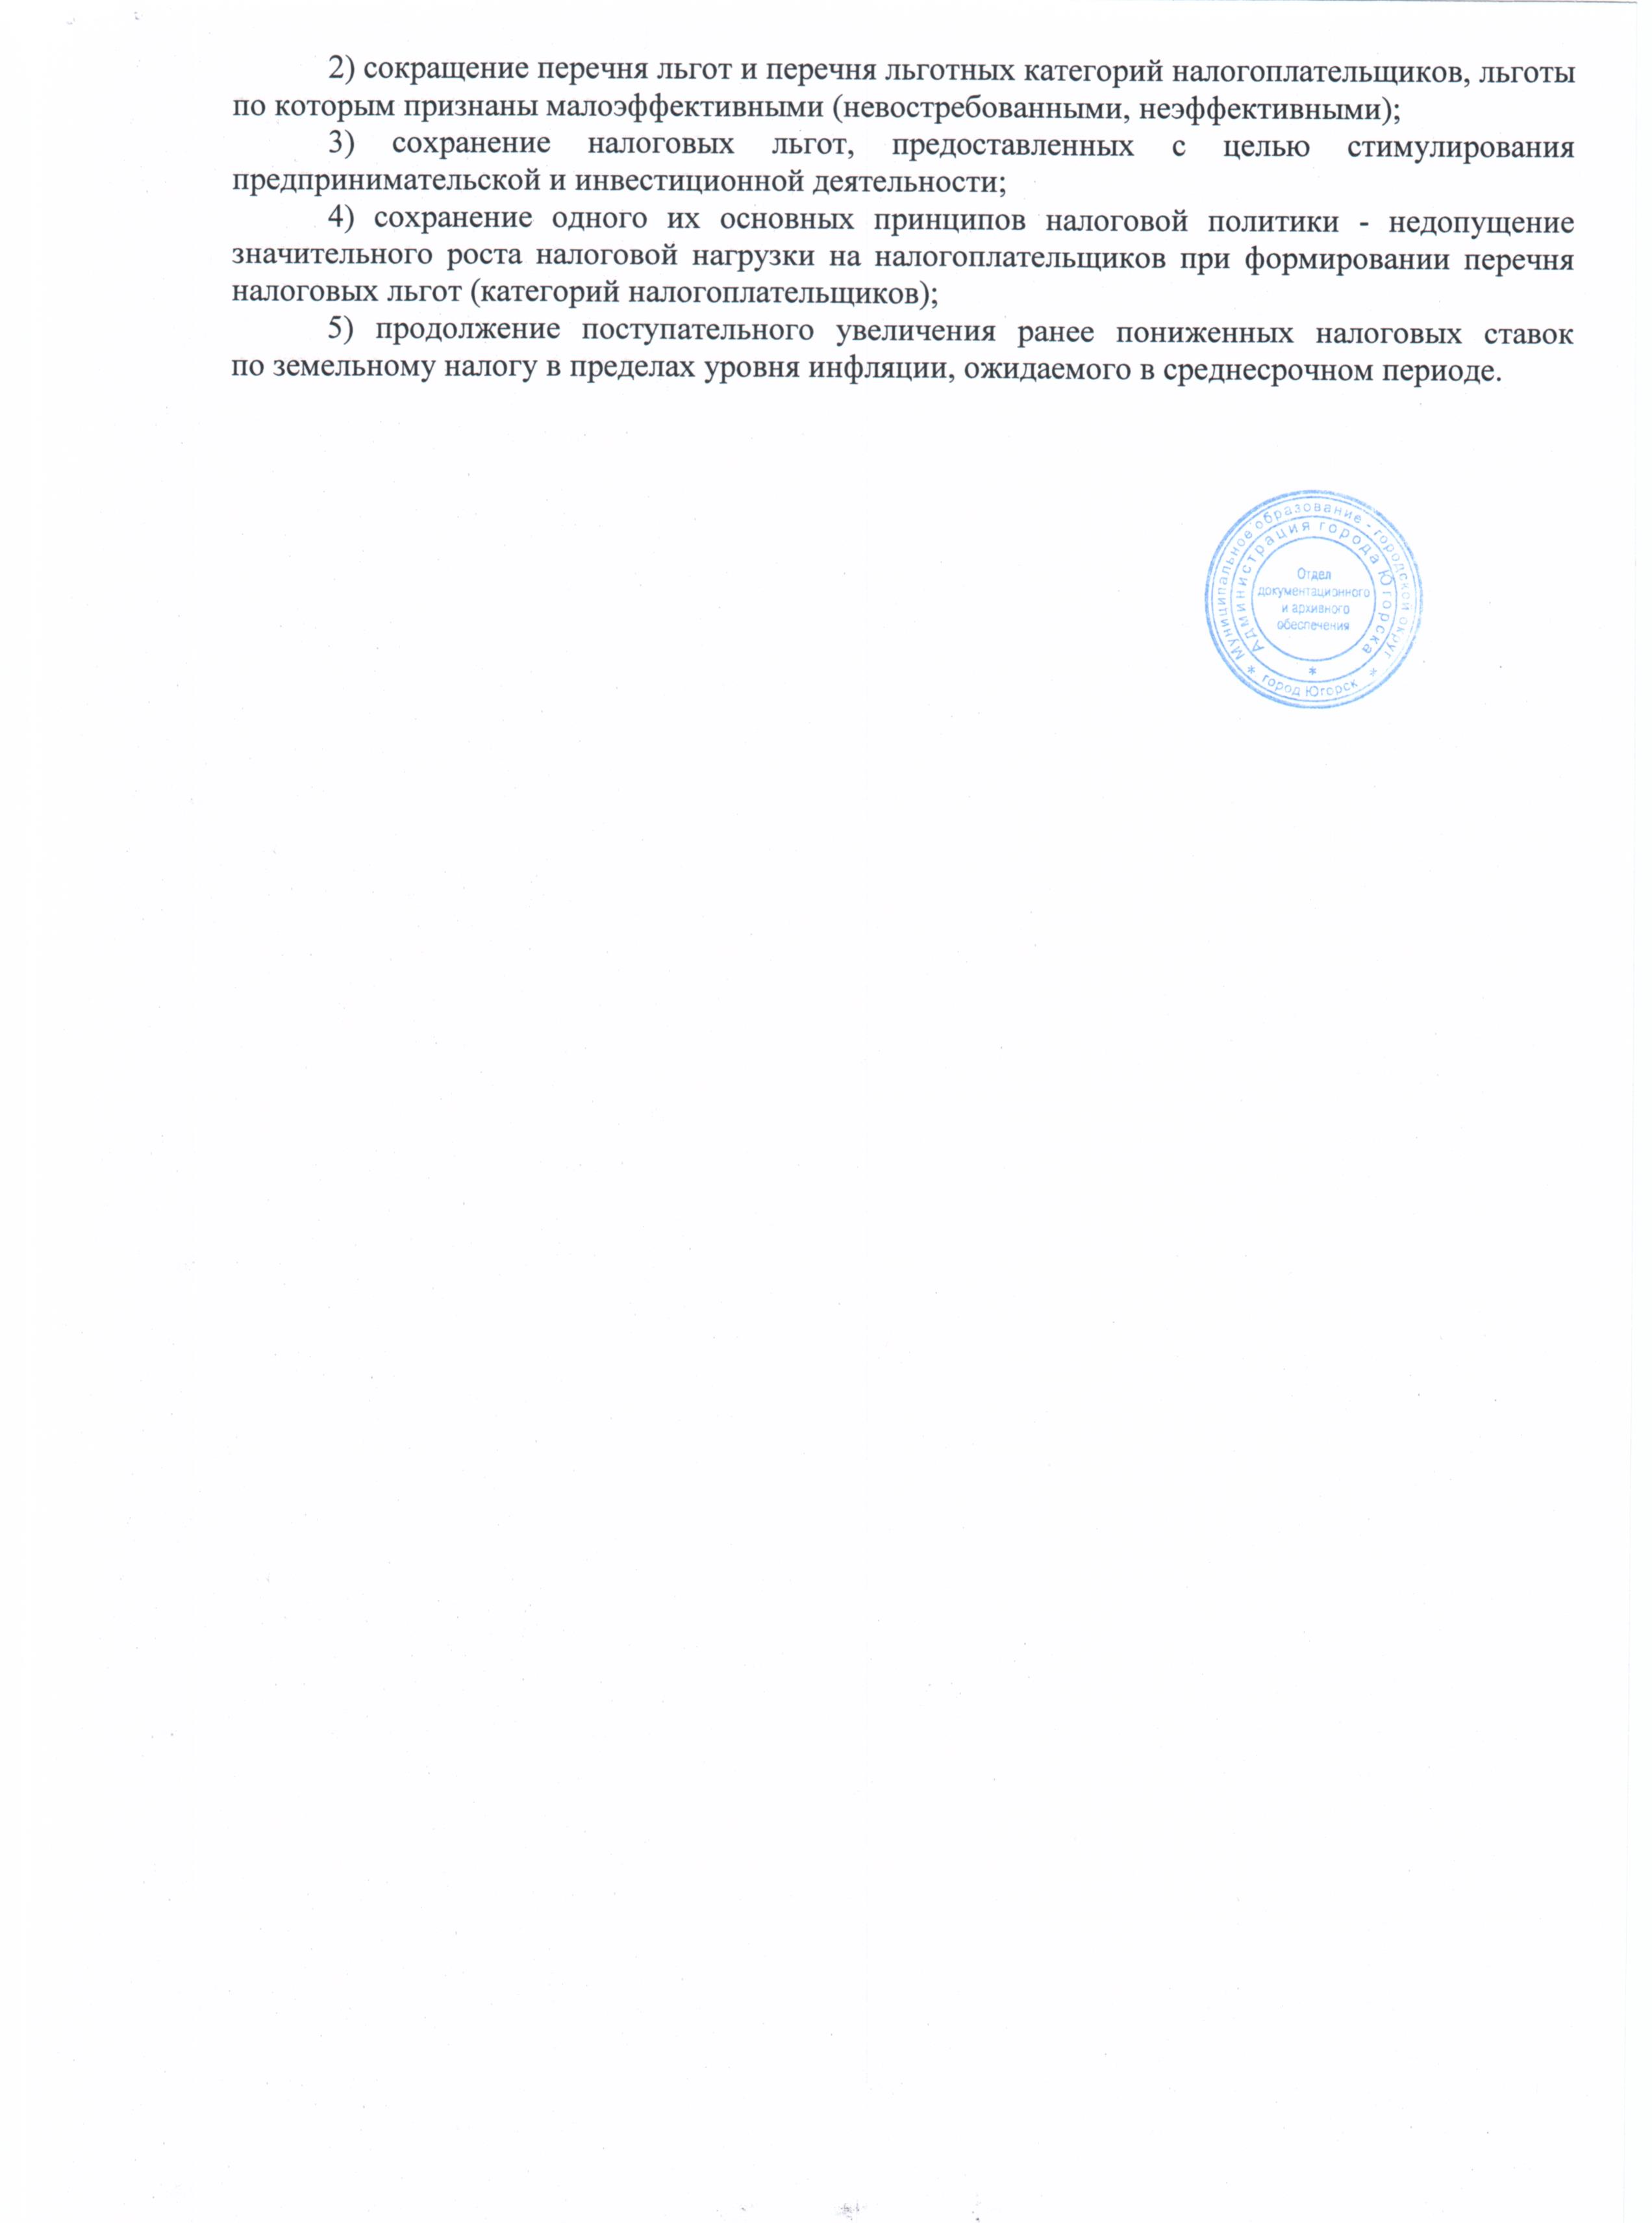 2) сокращение перечня льгот и перечня льготных категорий налогоплательщиков, льготы
по которым признаны малоэффективными (невостребованными, неэффективными);
3) сохранение налоговых льгот, предоставленных с целью стимулирования
предпринимательской и инвестиционной деятельности;
4) сохранение одного их основных принципов налоговой политики - недопущение
значительного роста налоговой нагрузки на налогоплательщиков при формировании перечня
налоговых льгот (категорий налогоплательщиков);
5) продолжение поступательного увеличения ранее пониженных налоговых ставок
по земельному налогу в пределах уровня инфляции, ожидаемого в среднесрочном периоде.
Муниципальное образование - городской округ
* город Югорск *
Администрация города Югорска
*
Отдел
документационного
и архивного
обеспечения